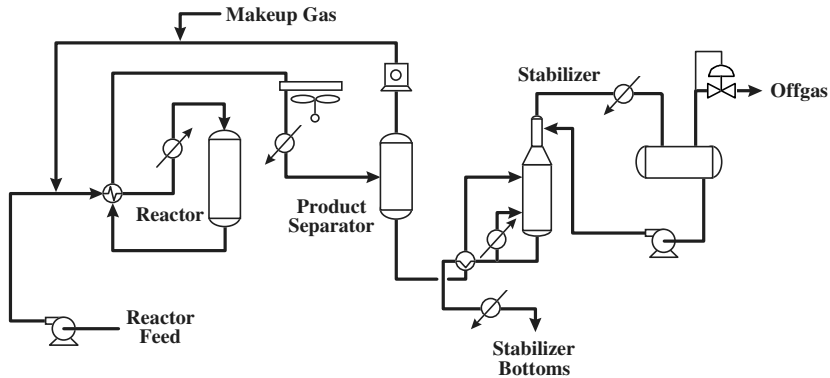 Makeup Gas
Stabilizer
Offgas
Reactor
Product
Separator
Reactor
Feed
Stabilizer
Bottoms